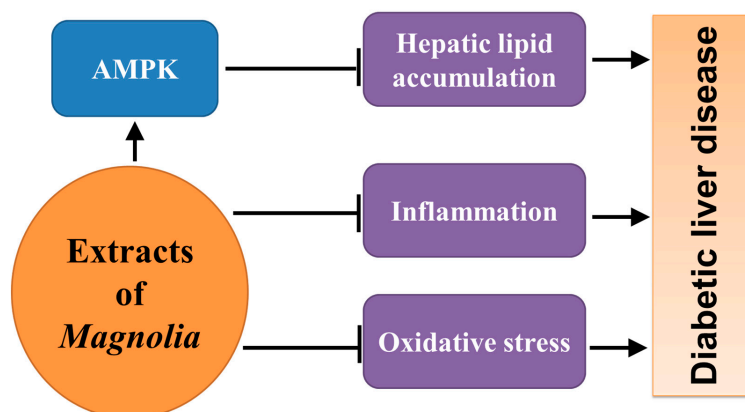 AMPK
Hepatic lipid
accumulation
Extracts
of
Magnolia
Inflammation
Oxidative stress
Diabetic liver disease